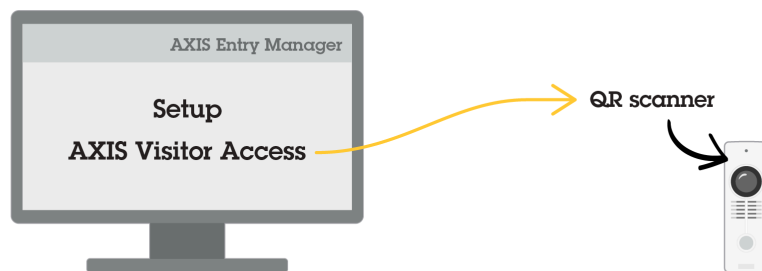 AXIS Entry Manager
Setup
AXIS Visitor Access
QR scanner